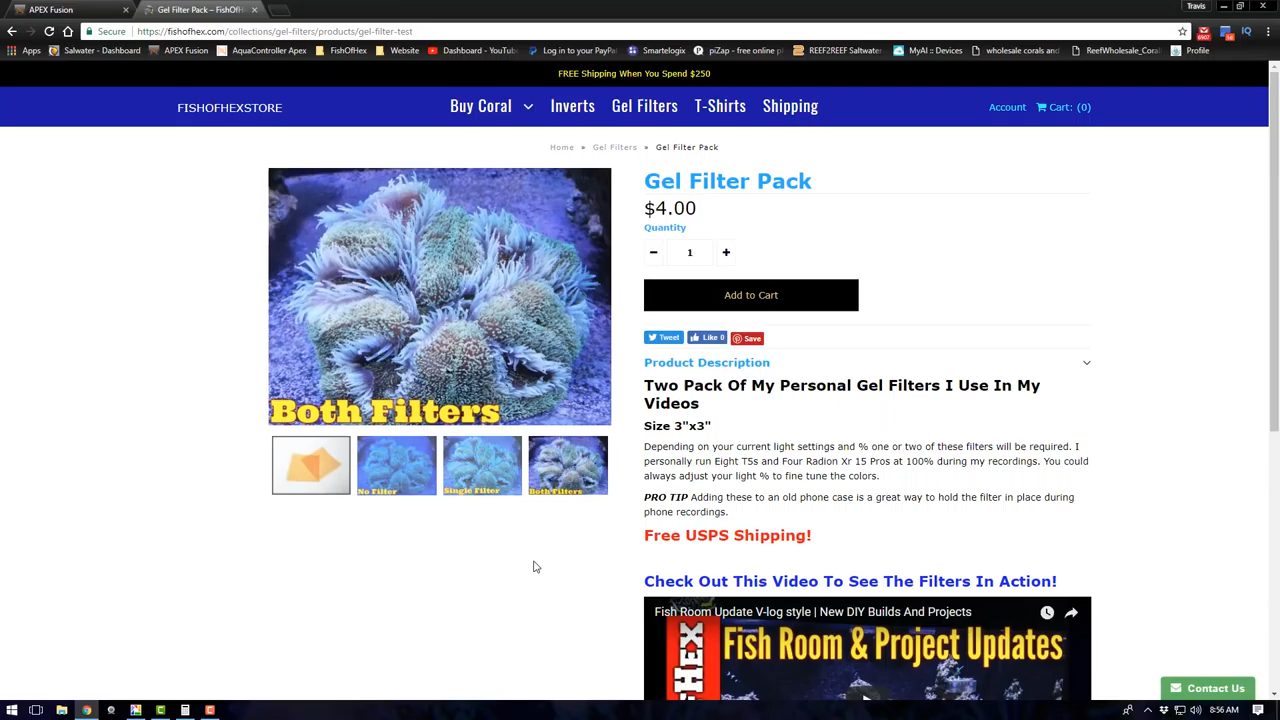 APEX Fusion
Gel Filter Pack – FishOfH
Travis
Secure
https://fishofhex.com/collections/gel-filters/products/gel-filter-test
6907
Apps
Salwater - Dashboard
APEX Fusion
AquaController Apex
FishOfHex
Website
Dashboard - YouTube
Log in to your PayPal
Smartelogix
piZap - free online p
REEF2REEF Saltwater
MyAI :: Devices
wholesale corals and
ReefWholesale_Coral
Profile
FREE Shipping When You Spend $250
FISHOFHEXSTORE
Buy Coral
Inverts
Gel Filters
T-Shirts
Shipping
Account
Cart: (0)
Home » Gel Filters » Gel Filter Pack
Both Filters
No Filter
Single Filter
Both Filters
Gel Filter Pack
$4.00
Quantity
− 1 +
Add to Cart
Tweet
Like 0
Save
Product Description
Two Pack Of My Personal Gel Filters I Use In My
Videos
Size 3"x3"
Depending on your current light settings and % one or two of these filters will be required. I
personally run Eight T5s and Four Radion Xr 15 Pros at 100% during my recordings. You could
always adjust your light % to fine tune the colors.
PRO TIP Adding these to an old phone case is a great way to hold the filter in place during
phone recordings.
Free USPS Shipping!
Check Out This Video To See The Filters In Action!
Fish Room Update V-log style | New DIY Builds And Projects
Fish Room & Project Updates
HEX
Contact Us
8:56 AM